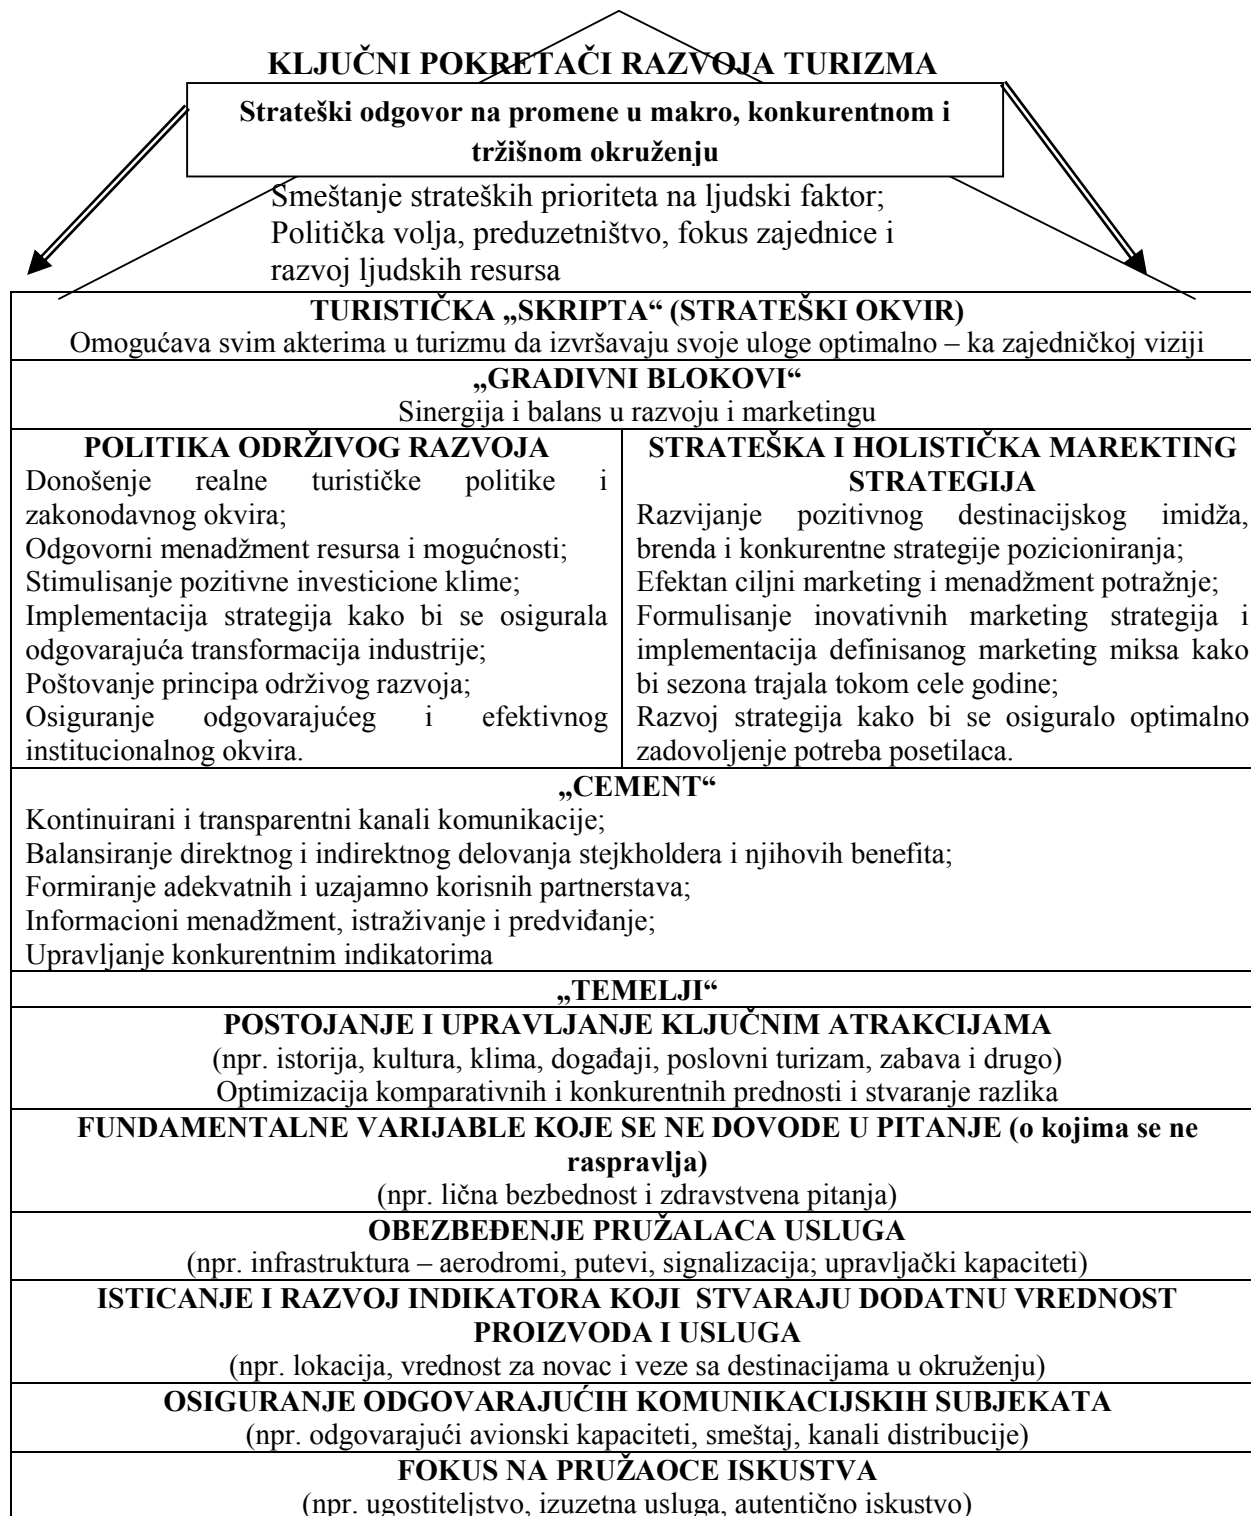 KLJUČNI POKRETAČI RAZVOJA TURIZMA
Strateški odgovor na promene u makro, konkurentnom i
tržišnom okruženju
Smeštanje strateških prioriteta na ljudski faktor;
Politička volja, preduzetništvo, fokus zajednice i
razvoj ljudskih resursa
TURISTIČKA „SKRIPTA“ (STRATEŠKI OKVIR)
Omogućava svim akterima u turizmu da izvršavaju svoje uloge optimalno – ka zajedničkoj viziji
„GRADIVNI BLOKOVI“
Sinergija i balans u razvoju i marketingu
POLITIKA ODRŽIVOG RAZVOJA
Donošenje realne turističke politike i
zakonodavnog okvira;
Odgovorni menadžment resursa i mogućnosti;
Stimulisanje pozitivne investicione klime;
Implementacija strategija kako bi se osigurala
odgovarajuća transformacija industrije;
Poštovanje principa održivog razvoja;
Osiguranje odgovarajućeg i efektivnog
institucionalnog okvira.
STRATEŠKA I HOLISTIČKA MAREKTING
STRATEGIJA
Razvijanje pozitivnog destinacijskog imidža,
brenda i konkurentne strategije pozicioniranja;
Efektan ciljni marketing i menadžment potražnje;
Formulisanje inovativnih marketing strategija i
implementacija definisanog marketing miksa kako
bi sezona trajala tokom cele godine;
Razvoj strategija kako bi se osiguralo optimalno
zadovoljenje potreba posetilaca.
„CEMENT“
Kontinuirani i transparentni kanali komunikacije;
Balansiranje direktnog i indirektnog delovanja stejkholdera i njihovih benefita;
Formiranje adekvatnih i uzajamno korisnih partnerstava;
Informacioni menadžment, istraživanje i predviđanje;
Upravljanje konkurentnim indikatorima
„TEMELJI“
POSTOJANJE I UPRAVLJANJE KLJUČNIM ATRAKCIJAMA
(npr. istorija, kultura, klima, događaji, poslovni turizam, zabava i drugo)
Optimizacija komparativnih i konkurentnih prednosti i stvaranje razlika
FUNDAMENTALNE VARIJABLE KOJE SE NE DOVODE U PITANJE (o kojima se ne
raspravlja)
(npr. lična bezbednost i zdravstvena pitanja)
OBEZBEĐENJE PRUŽALACA USLUGA
(npr. infrastruktura – aerodromi, putevi, signalizacija; upravljački kapaciteti)
ISTICANJE I RAZVOJ INDIKATORA KOJI STVARAJU DODATNU VREDNOST
PROIZVODA I USLUGA
(npr. lokacija, vrednost za novac i veze sa destinacijama u okruženju)
OSIGURANJE ODGOVARAJUĆIH KOMUNIKACIJSKIH SUBJEKATA
(npr. odgovarajući avionski kapaciteti, smeštaj, kanali distribucije)
FOKUS NA PRUŽAOCE ISKUSTVA
(npr. ugostiteljstvo, izuzetna usluga, autentično iskustvo)